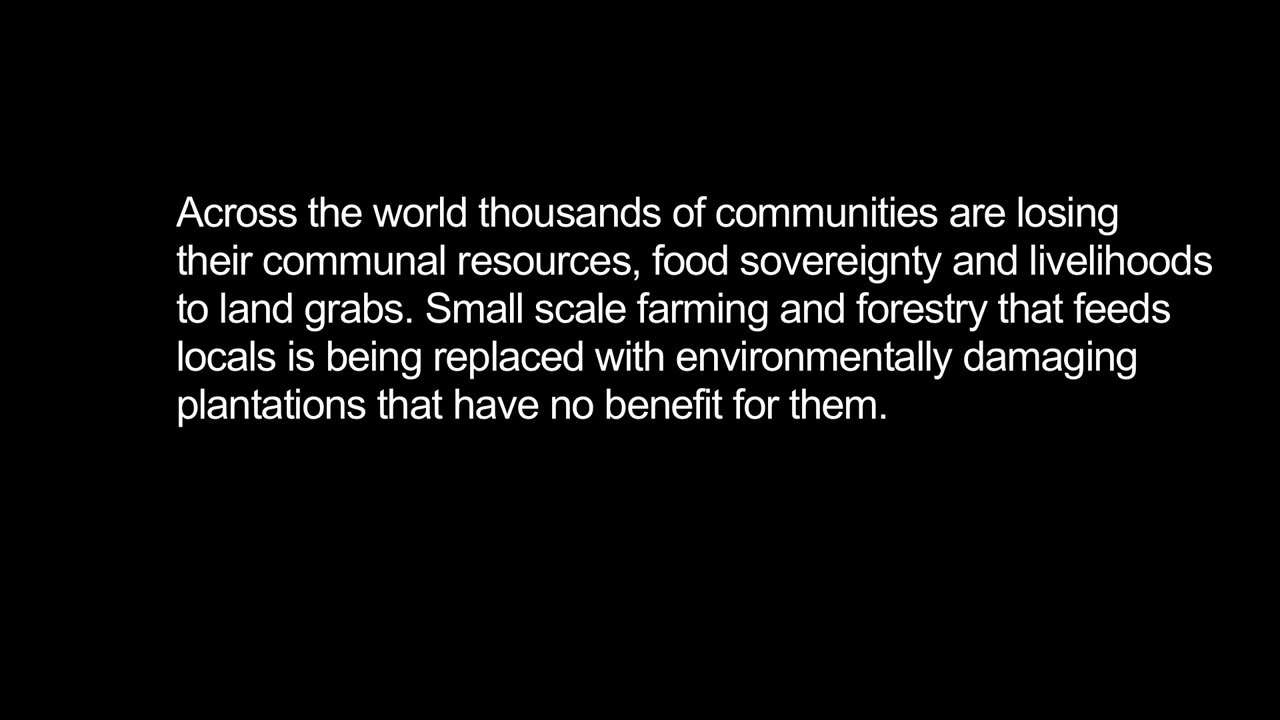 Across the world thousands of communities are losing
their communal resources, food sovereignty and livelihoods
to land grabs. Small scale farming and forestry that feeds
locals is being replaced with environmentally damaging
plantations that have no benefit for them.